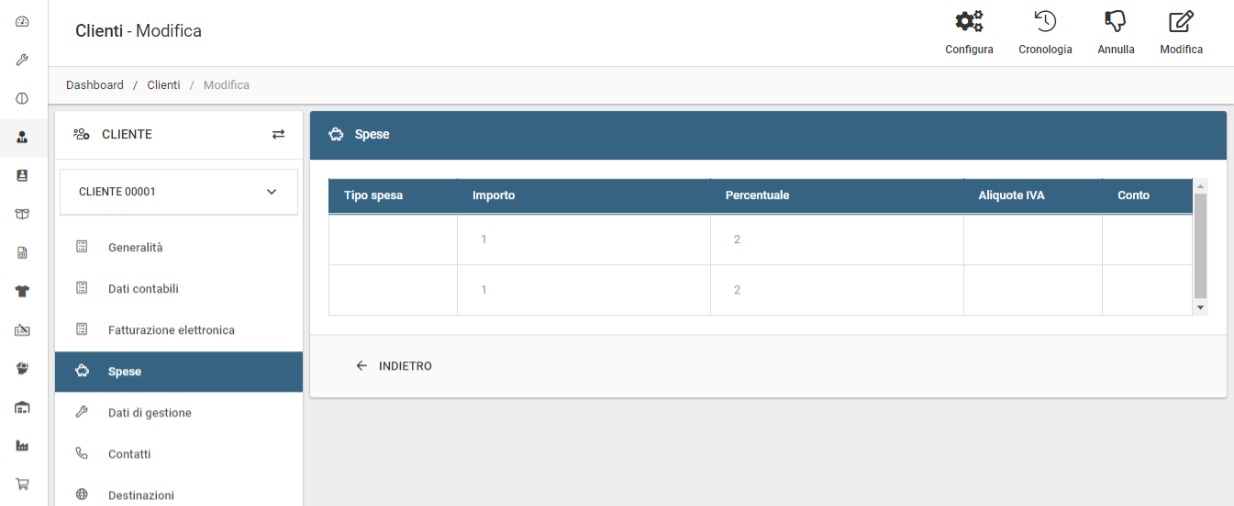 Clienti - Modifica
Configura Cronologia Annulla Modifica
Dashboard / Clienti / Modifica
CLIENTE
CLIENTE 00001
Generalità
Dati contabili
Fatturazione elettronica
Spese
Dati di gestione
Contatti
Destinazioni
Spese
Tipo spesa Importo Percentuale Aliquote IVA Conto
1 2
1 2
INDIETRO